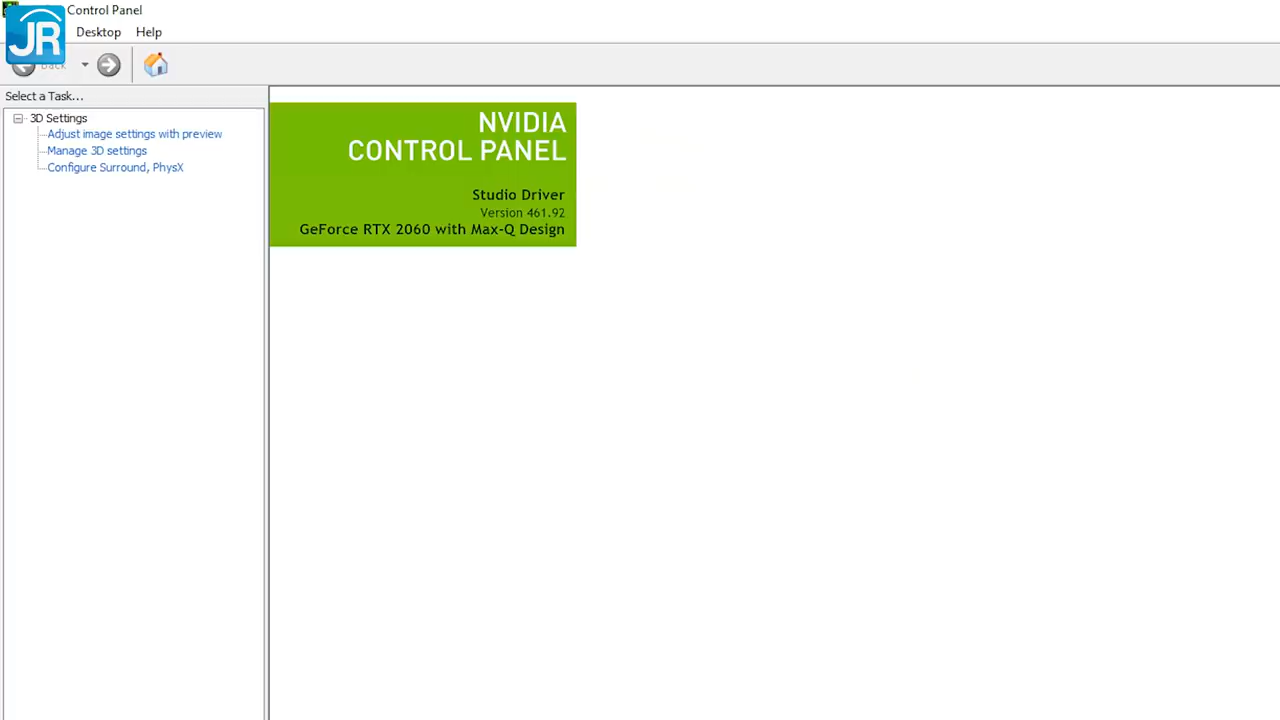 Control Panel
JR
Desktop Help
Back
Select a Task...
3D Settings
Adjust image settings with preview
Manage 3D settings
Configure Surround, PhysX
NVIDIA
CONTROL PANEL
Studio Driver
Version 461.92
GeForce RTX 2060 with Max-Q Design